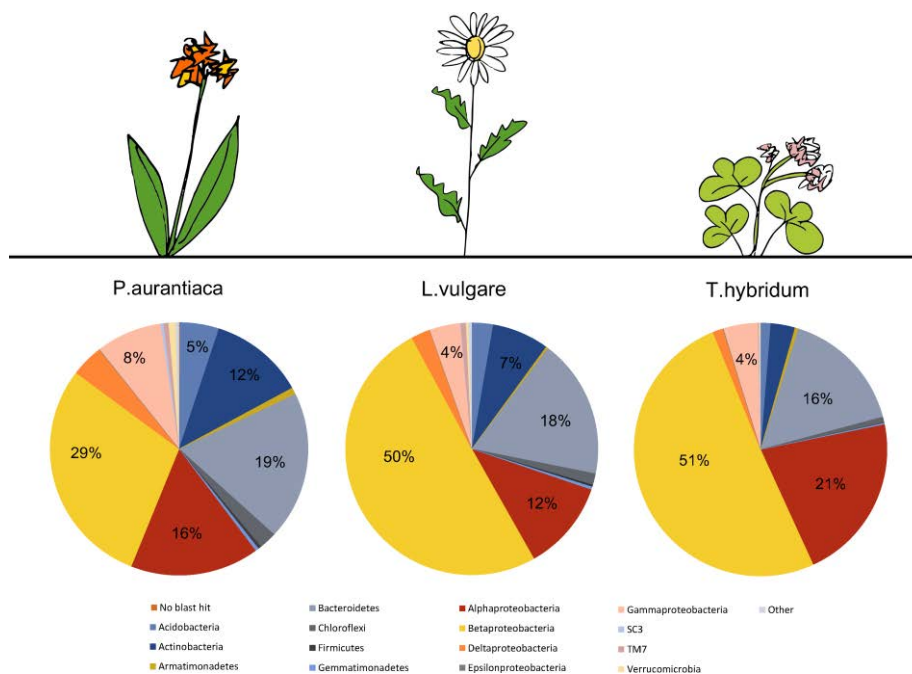 P.aurantiaca
L.vulgare
T.hybridum
8%
5%
12%
29%
19%
16%
4%
7%
50%
18%
12%
4%
16%
51%
21%
No blast hit
Acidobacteria
Actinobacteria
Armatimonadetes
Bacteroidetes
Chloroflexi
Firmicutes
Gemmatimonadetes
Alphaproteobacteria
Betaproteobacteria
Deltaproteobacteria
Epsilonproteobacteria
Gammaproteobacteria
SC3
TM7
Verrucomicrobia
Other